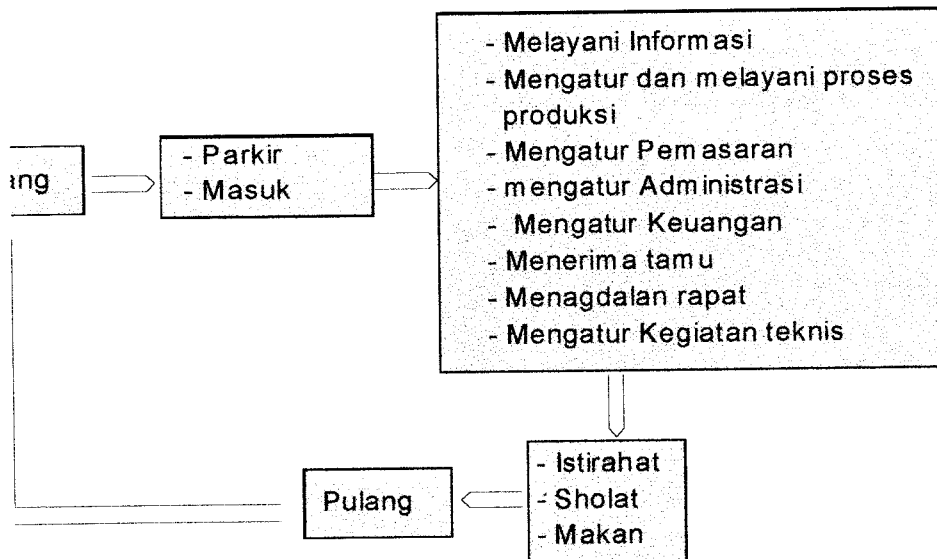 ang
- Parkir
- Masuk
- Melayani Informasi
- Mengatur dan melayani proses
produksi
- Mengatur Pemasaran
- mengatur Administrasi
- Mengatur Keuangan
- Menerima tamu
- Menagdalan rapat
- Mengatur Kegiatan teknis
- Istirahat
- Sholat
- Makan
Pulang